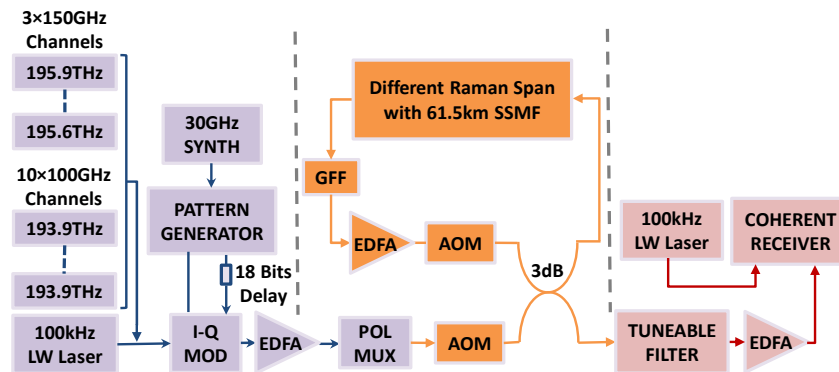 3×150GHz
Channels
195.9THz
195.6THz
10×100GHz
Channels
193.9THz
193.9THz
100kHz
LW Laser
30GHz
SYNTH
PATTERN
GENERATOR
18 Bits
Delay
I-Q
MOD
EDFA
POL
MUX
AOM
Different Raman Span
with 61.5km SSMF
GFF
EDFA
AOM
3dB
100kHz
LW Laser
COHERENT
RECEIVER
TUNEABLE
FILTER
EDFA